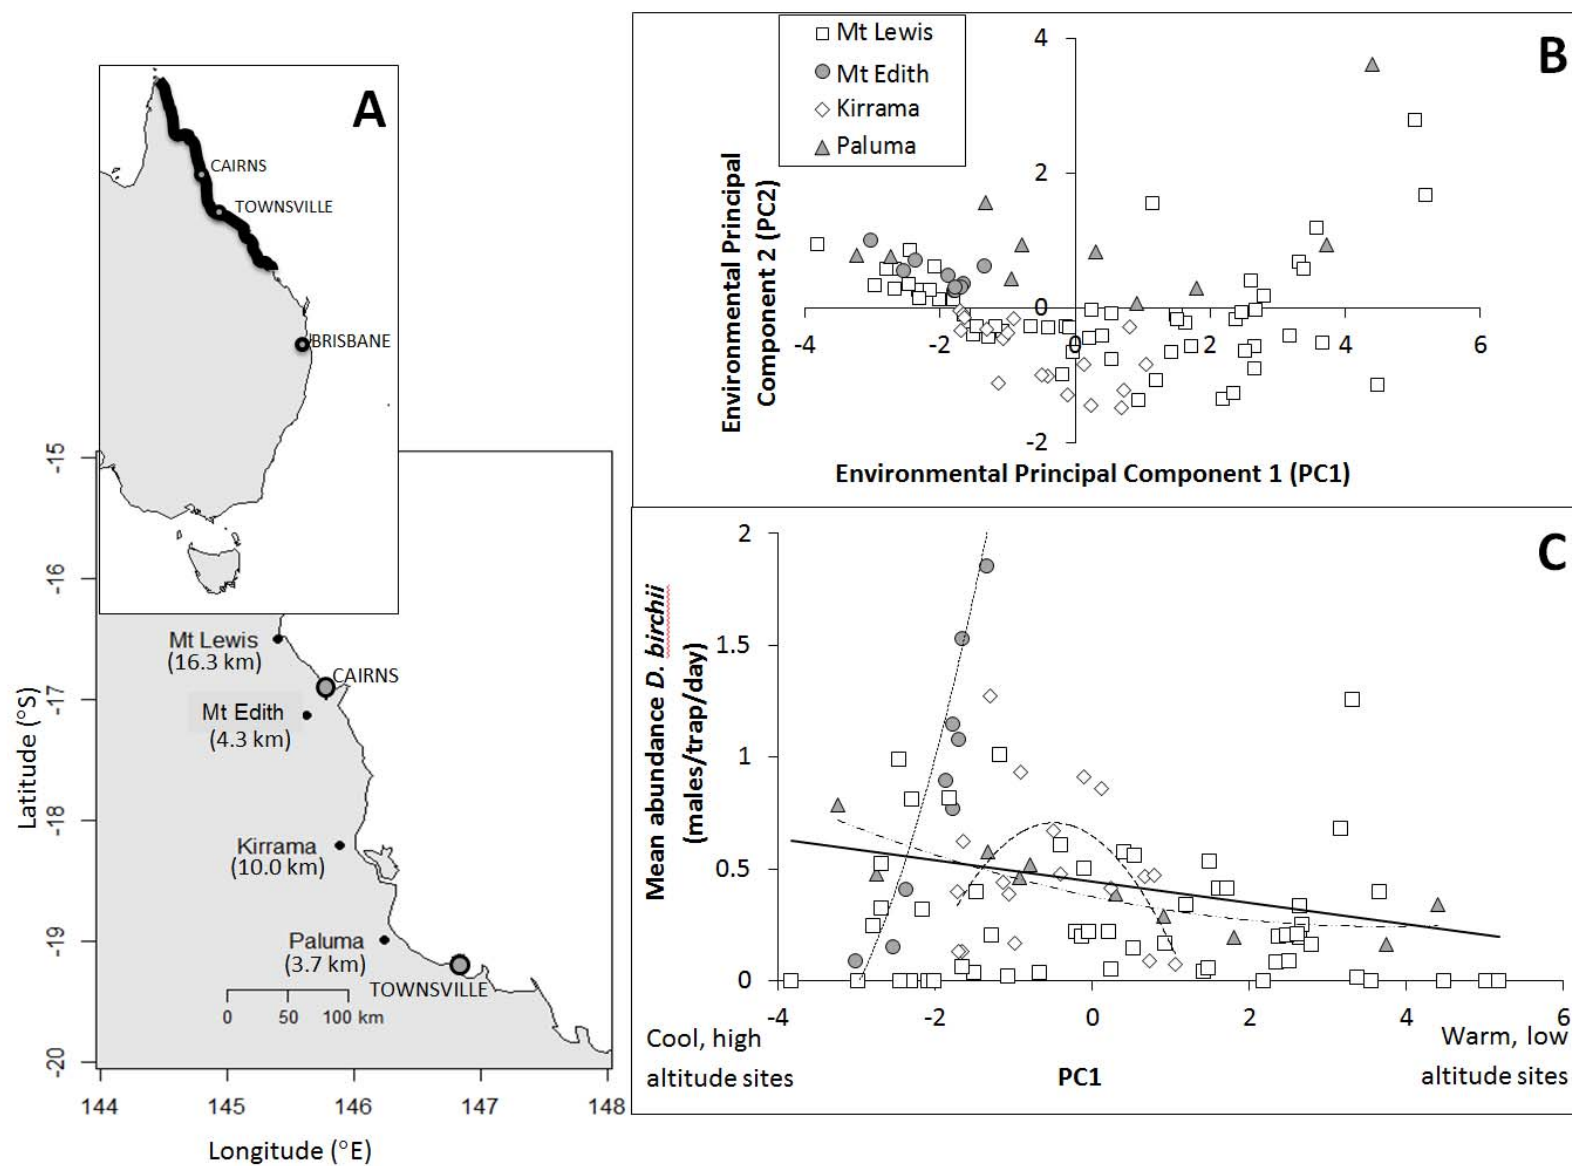 A
CAIRNS
TOWNSVILLE
BRISBANE
-15
-16
-17
-18
-19
-20
Latitude (°S)
Mt Lewis
(16.3 km)
CAIRNS
Mt Edith
(4.3 km)
Kirrama
(10.0 km)
Paluma
(3.7 km)
TOWNSVILLE
0 50 100 km
144 145 146 147 148
Longitude (°E)
B
Mt Lewis
Mt Edith
Kirrama
Paluma
Environmental Principal
Component 2 (PC2)
4
2
0
-2
-4 -2 0 2 4 6
Environmental Principal Component 1 (PC1)
C
Mean abundance D. birchii
(males/trap/day)
2
1.5
1
0.5
0
-4 -2 0 2 4 6
Cool, high
altitude sites
PC1
Warm, low
altitude sites